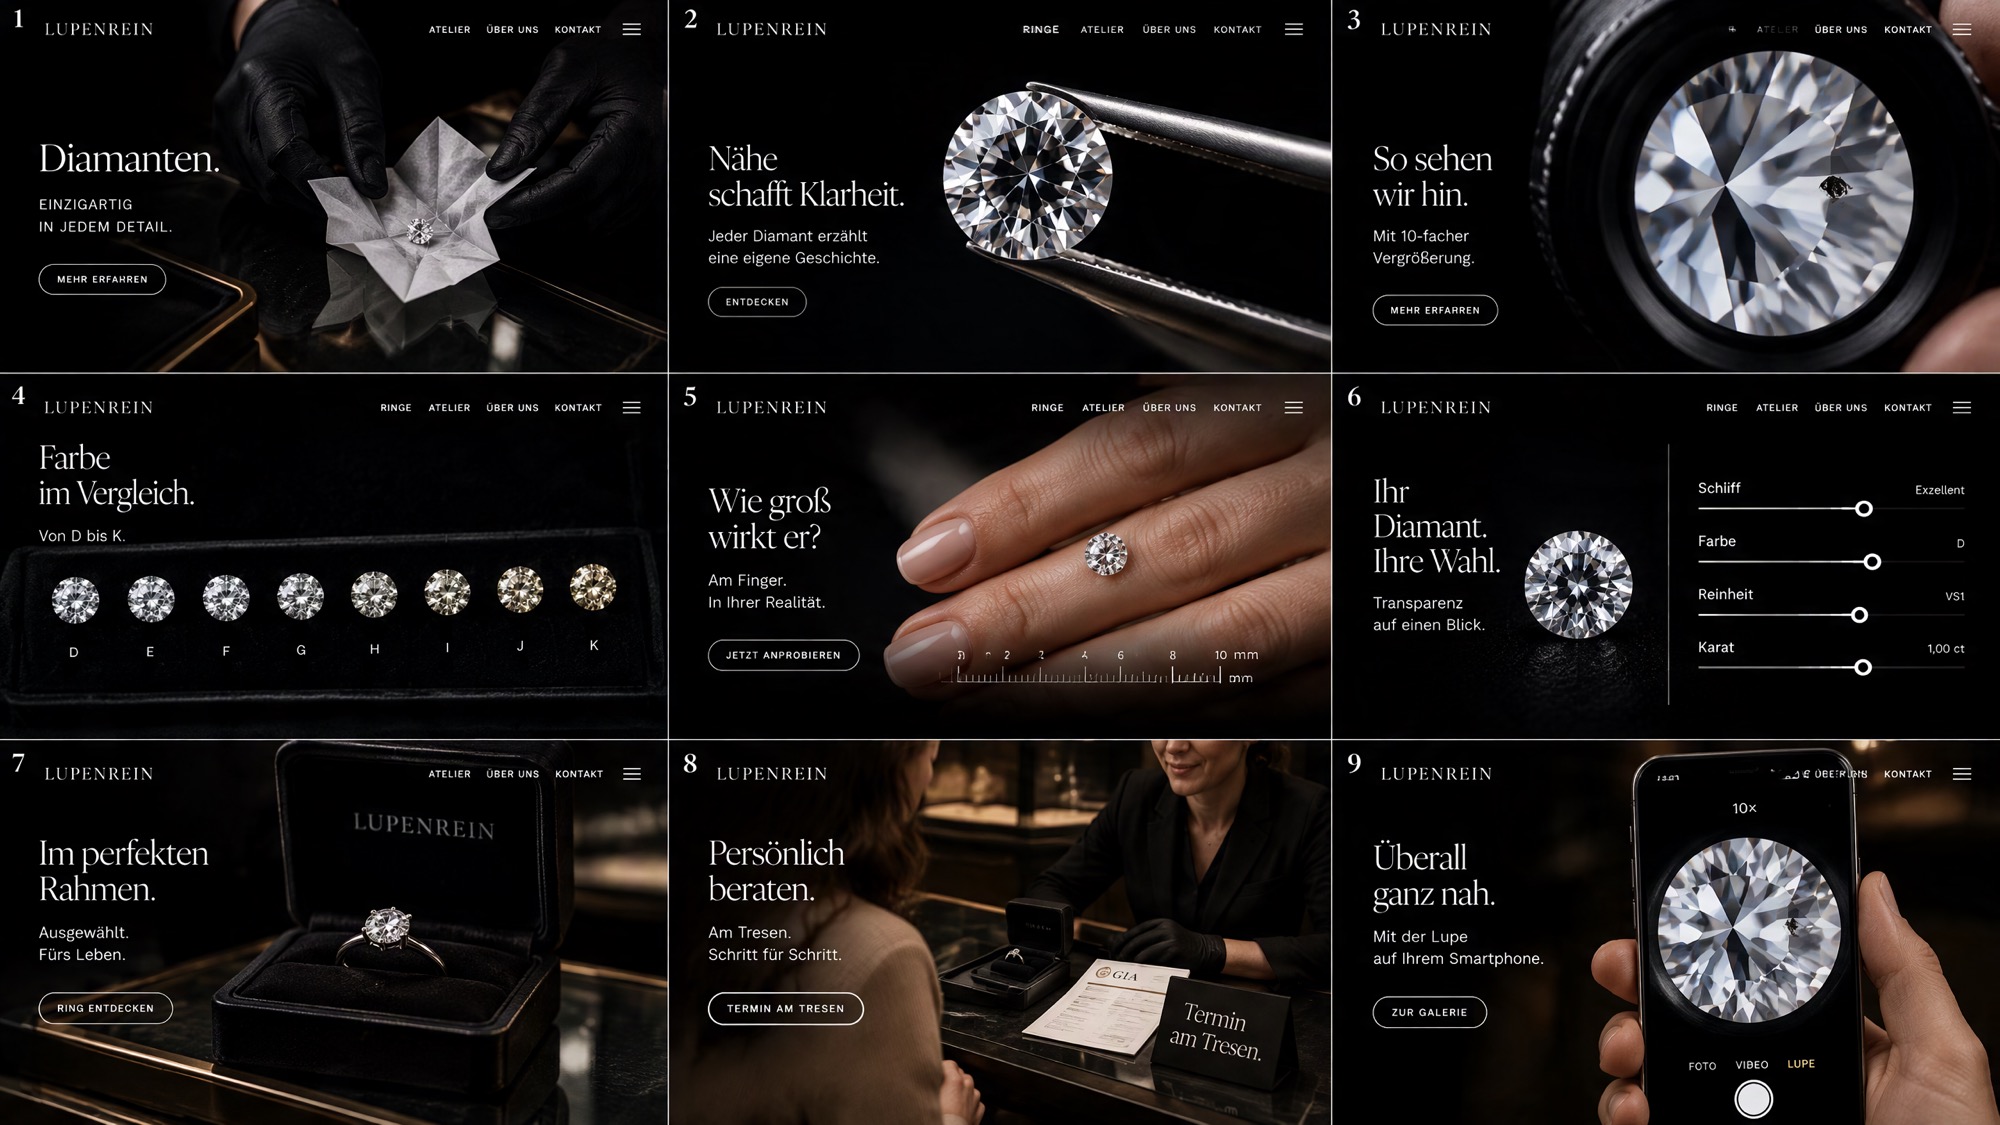 1
LUPENREIN
ATELIER ÜBER UNS KONTAKT
Diamanten.
EINZIGARTIG
IN JEDEM DETAIL.
MEHR ERFAHREN
2
LUPENREIN
RINGE ATELIER ÜBER UNS KONTAKT
Nähe
schafft Klarheit.
Jeder Diamant erzählt
eine eigene Geschichte.
ENTDECKEN
3
LUPENREIN
ATELIER ÜBER UNS KONTAKT
So sehen
wir hin.
Mit 10-facher
Vergrößerung.
MEHR ERFARREN
4
LUPENREIN
RINGE ATELIER ÜBER UNS KONTAKT
Farbe
im Vergleich.
Von D bis K.
D E F G H I J K
5
LUPENREIN
RINGE ATELIER ÜBER UNS KONTAKT
Wie groß
wirkt er?
Am Finger.
In Ihrer Realität.
JETZT ANPROBIEREN
2 4 6 8 10 mm
mm
6
LUPENREIN
RINGE ATELIER ÜBER UNS KONTAKT
Ihr
Diamant.
Ihre Wahl.
Transparenz
auf einen Blick.
Schiiff Exzellent
Farbe D
Reinheit VS1
Karat 1,00 ct
7
LUPENREIN
ATELIER ÜBER UNS KONTAKT
LUPENREIN
Im perfekten
Rahmen.
Ausgewählt.
Fürs Leben.
RING ENTDECKEN
8
LUPENREIN
Persönlich
beraten.
Am Tresen.
Schritt für Schritt.
TERMIN AM TRESEN
GIA
Termin
am Tresen.
9
LUPENREIN
KONTAKT
10×
Überall
ganz nah.
Mit der Lupe
auf Ihrem Smartphone.
ZUR GALERIE
FOTO VIBEO LUPE